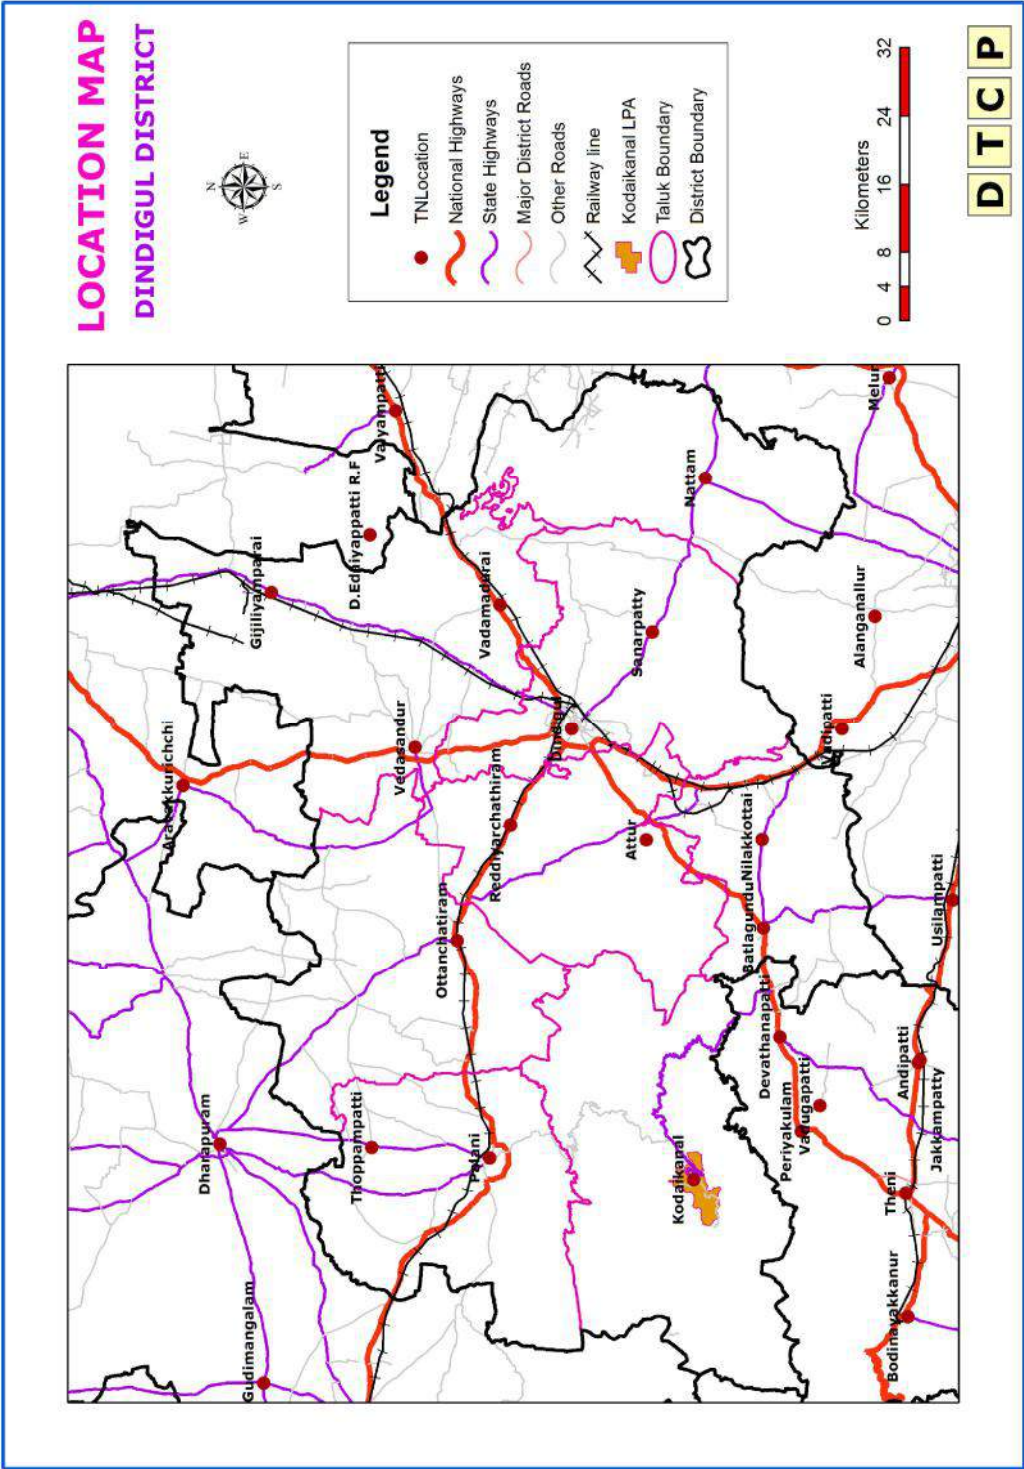 LOCATION MAP
DINDIGUL DISTRICT
N
W
E
S
Legend
TNLocation
National Highways
State Highways
Major District Roads
Other Roads
Railway line
Kodaikanal LPA
Taluk Boundary
District Boundary
Kilometers
0 4 8 16 24 32
D T C P
Aravakkurichchi
Gijiliyamparai
D.Edaiyappatti R.F
Vaiyampatti
Dharapuram
Gudimangalam
Thoppampatti
Vedasandur
Vadamadurai
Ottanchatiram
Reddiyarchathiram
Palani
Dindigul
Attur
Sanarpatty
Nattam
Melur
Kodaikanal
Nilakkottai
Batlagundu
Vadipatti
Alanganallur
Devathanapatti
Periyakulam
Vadugapatti
Usilampatti
Andipatti
Jakkampatty
Theni
Bodinayakkanur